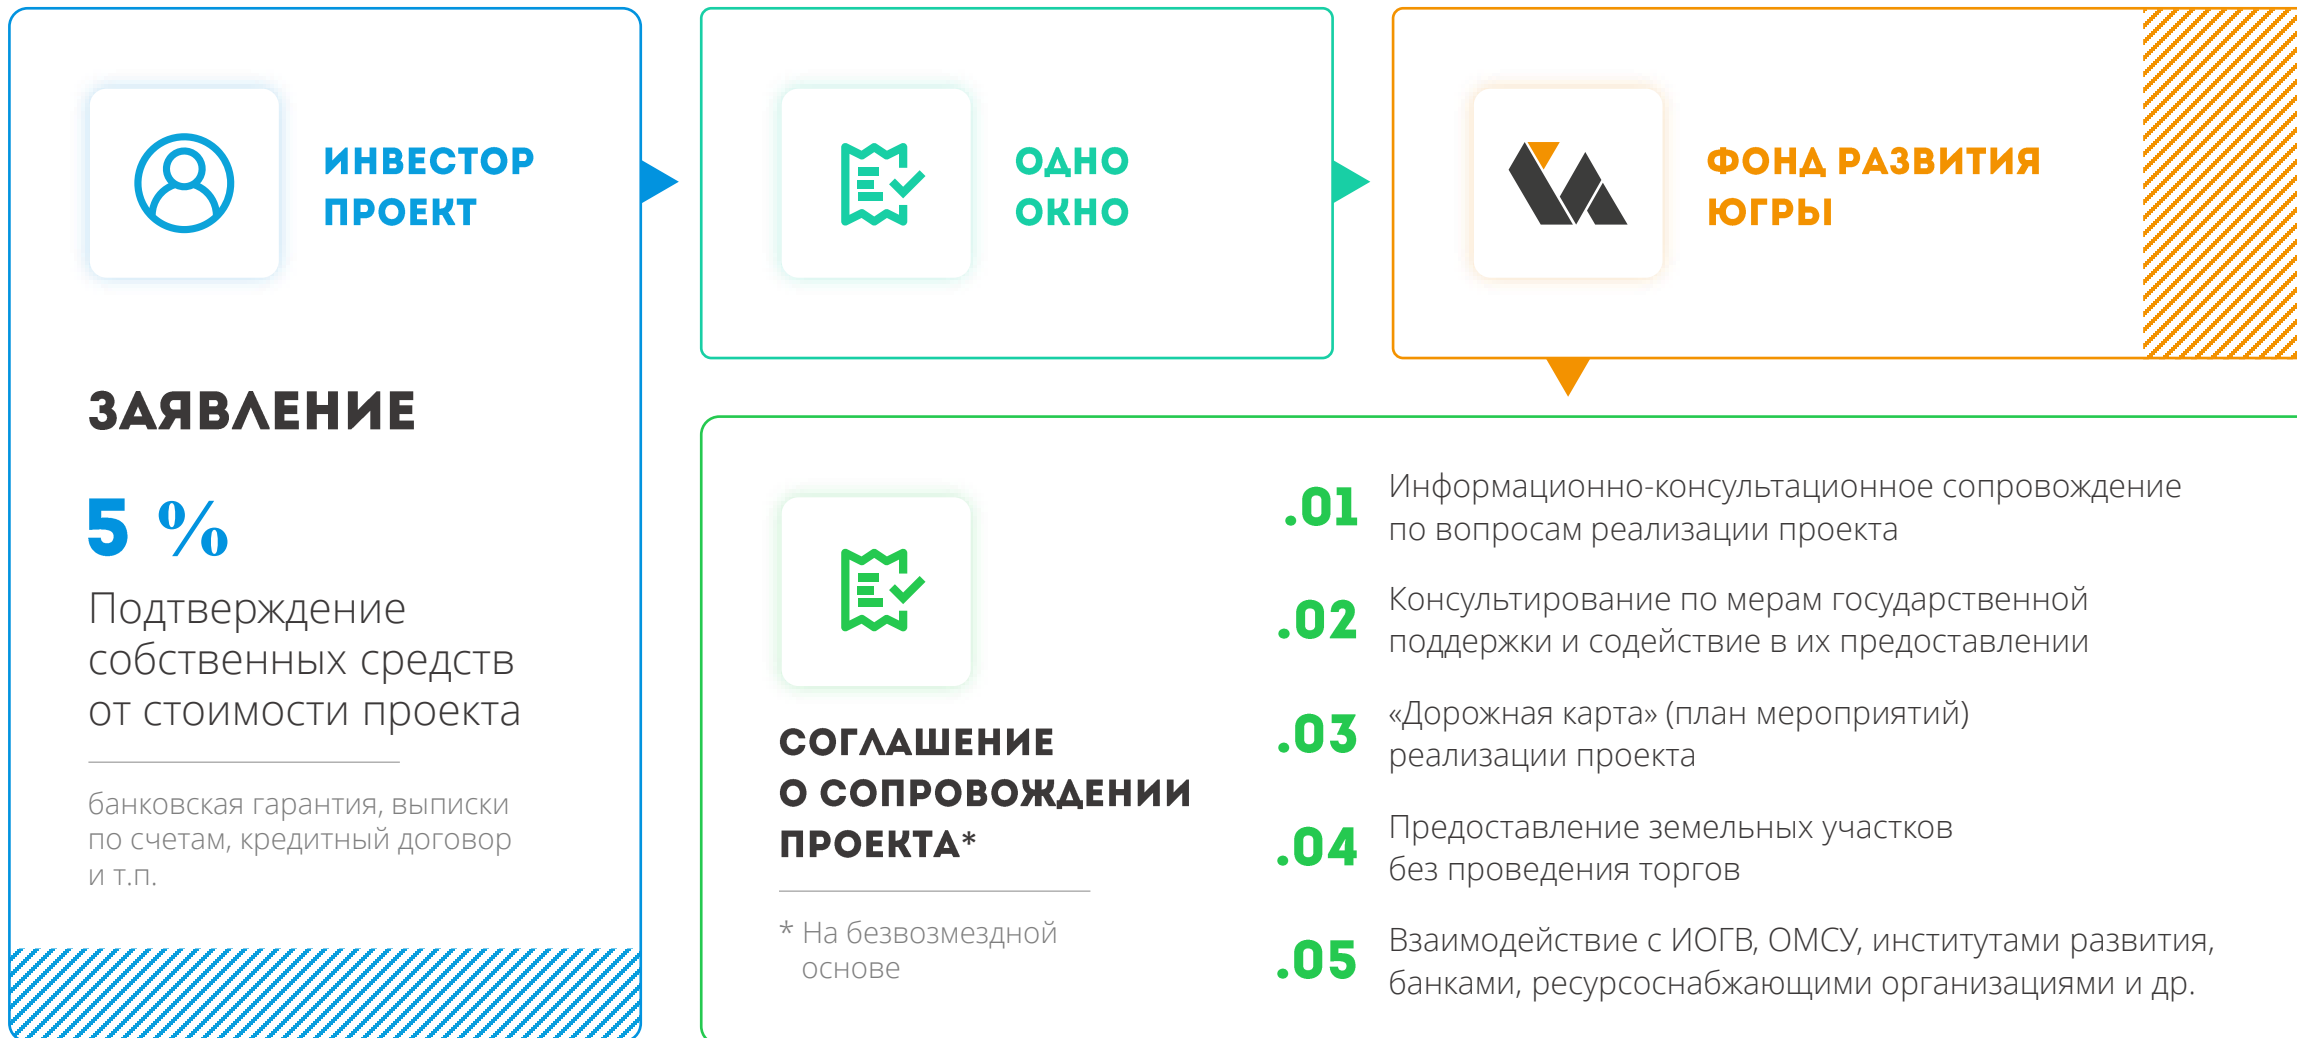 ИНВЕСТОР
ПРОЕКТ
ЗАЯВЛЕНИЕ
5 %
Подтверждение
собственных средств
от стоимости проекта
банковская гарантия, выписки
по счетам, кредитный договор
и т.п.
ОДНО
ОКНО
ФОНД РАЗВИТИЯ
ЮГРЫ
СОГЛАШЕНИЕ
О СОПРОВОЖДЕНИИ
ПРОЕКТА*
* На безвозмездной
основе
.01
Информационно-консультационное сопровождение
по вопросам реализации проекта
.02
Консультирование по мерам государственной
поддержки и содействие в их предоставлении
.03
«Дорожная карта» (план мероприятий)
реализации проекта
.04
Предоставление земельных участков
без проведения торгов
.05
Взаимодействие с ИОГВ, ОМСУ, институтами развития,
банками, ресурсоснабжающими организациями и др.